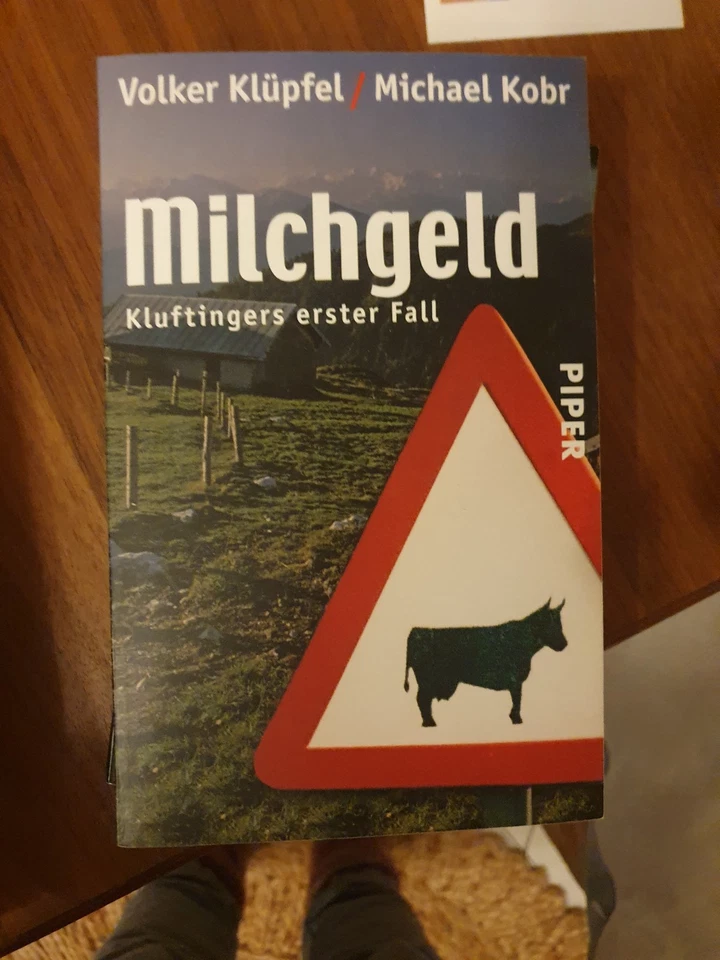 Volker Klüpfel / Michael Kobr
Milchgeld
Kluftingers erster Fall
PIPER